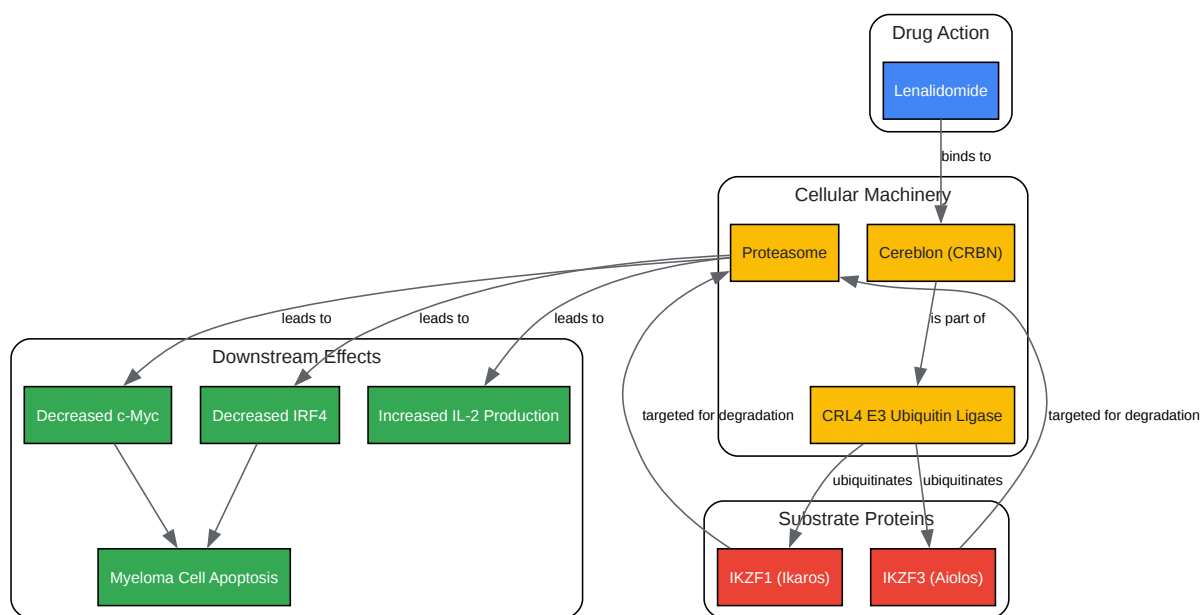 Drug Action
Lenalidomide
binds to
Cellular Machinery
Proteasome
Cereblon (CRBN)
leads to
leads to
leads to
is part of
Downstream Effects
Decreased c-Myc
Decreased IRF4
Increased IL-2 Production
targeted for degradation
CRL4 E3 Ubiquitin Ligase
targeted for degradation
ubiquitinates
ubiquitinates
Substrate Proteins
Myeloma Cell Apoptosis
IKZF1 (Ikaros)
IKZF3 (Aiolos)